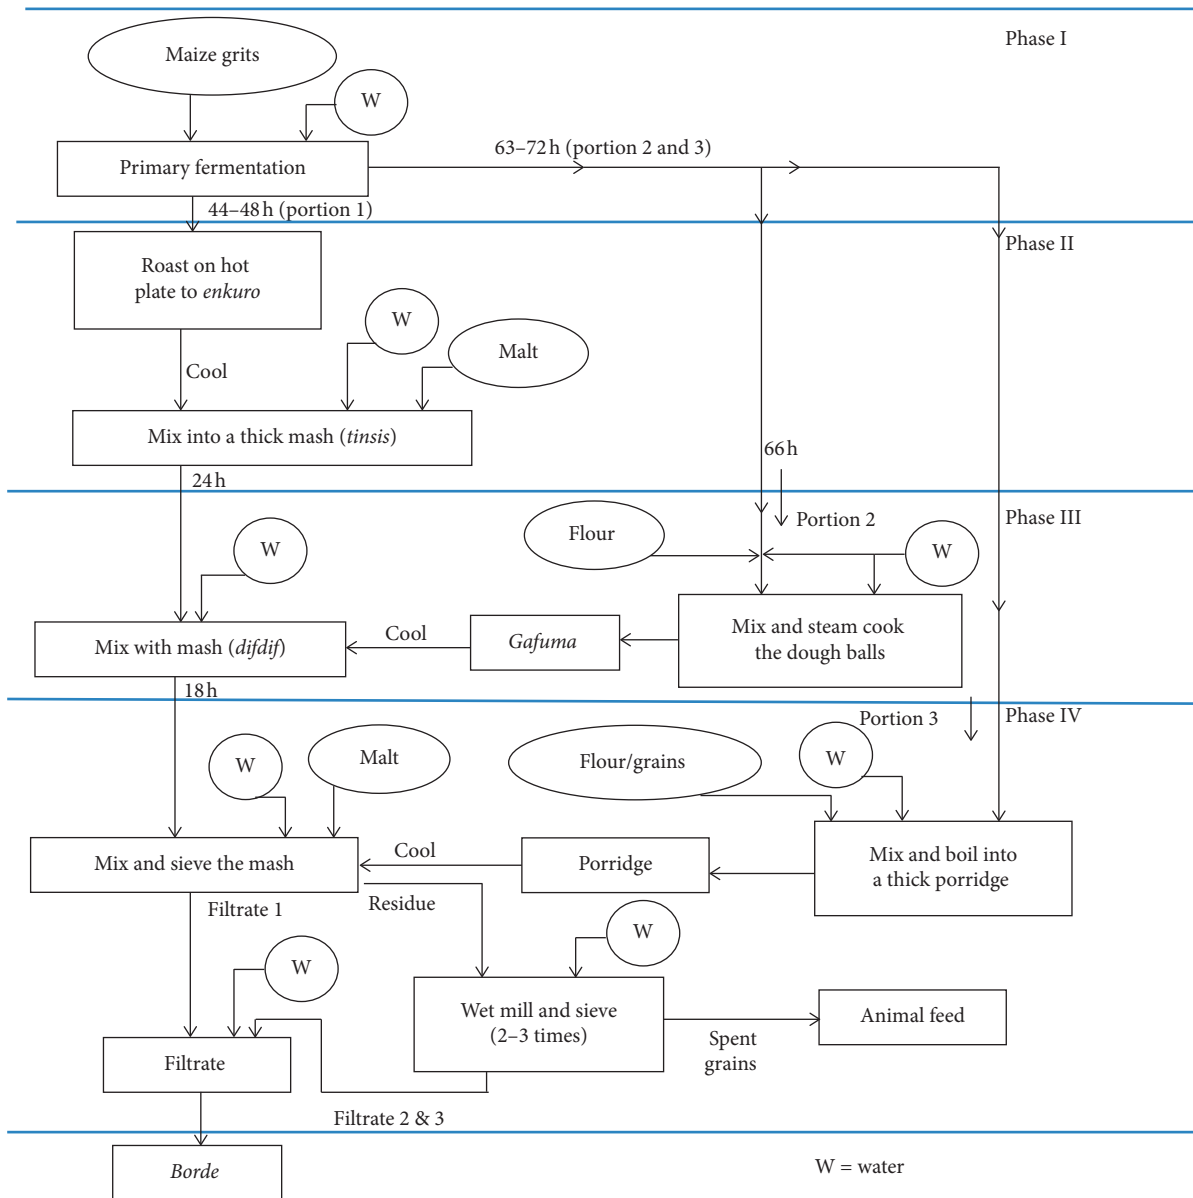 Phase I
Maize grits
W
63–72 h (portion 2 and 3)
Primary fermentation
44–48 h (portion 1)
Phase II
Roast on hot
plate to enkuro
W
Malt
Cool
Mix into a thick mash (tinsis)
66 h
24 h
Phase III
Portion 2
Flour
W
W
Mix and steam cook
the dough balls
Cool
Gafuma
Mix with mash (difdif)
18 h
Phase IV
Portion 3
W
Malt
Flour/grains
W
Mix and sieve the mash
Cool
Porridge
Mix and boil into
a thick porridge
Filtrate 1
Residue
W
W
Wet mill and sieve
(2–3 times)
Animal feed
Spent
grains
Filtrate
Filtrate 2 & 3
Borde
W = water